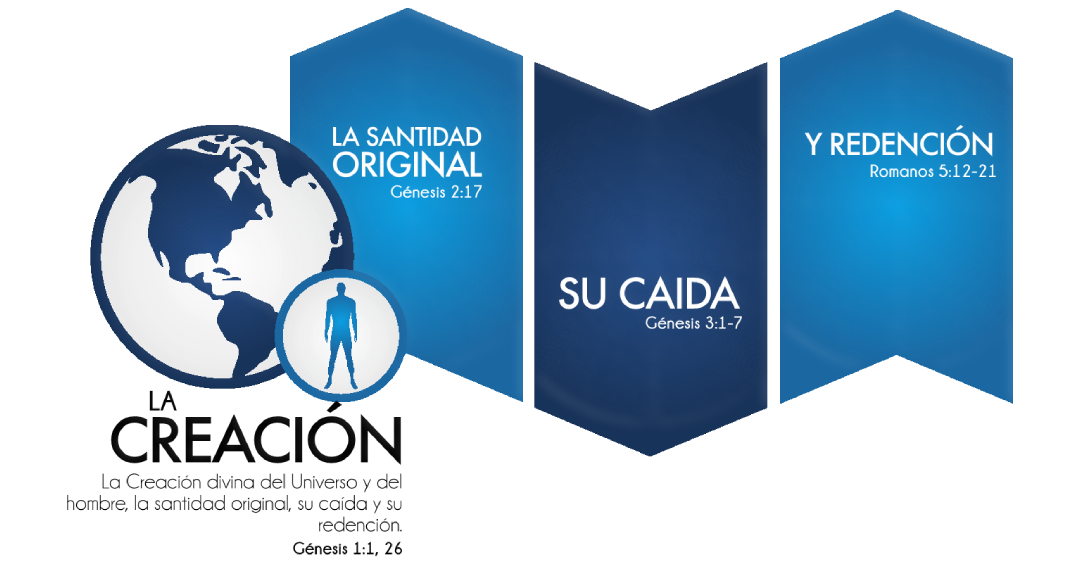 LA SANTIDAD
ORIGINAL
Génesis 2:17
SU CAIDA
Génesis 3:1-7
Y REDENCIÓN
Romanos 5:12-21
LA
CREACIÓN
La Creación divina del Universo y del
hombre, la santidad original, su caída y su
redención.
Génesis 1:1, 26